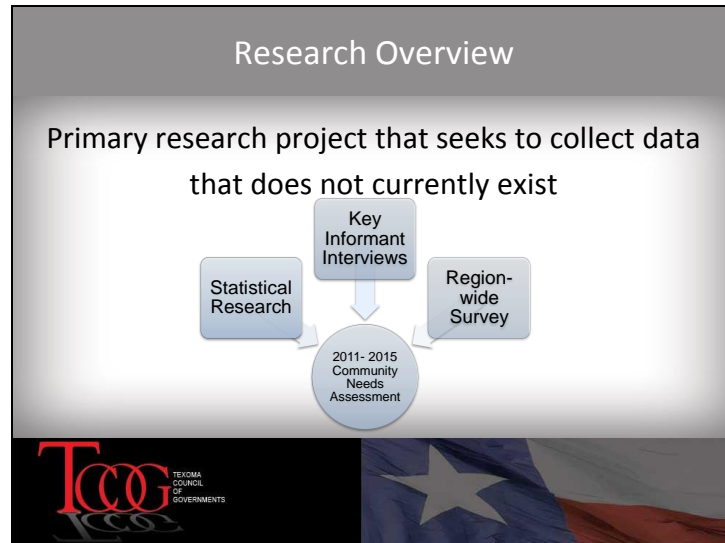 Research Overview
Primary research project that seeks to collect data
that does not currently exist
Key
Informant
Interviews
Statistical
Research
Region-
wide
Survey
2011- 2015
Community
Needs
Assessment
TCOG
TEXOMA
COUNCIL
OF
GOVERNMENTS